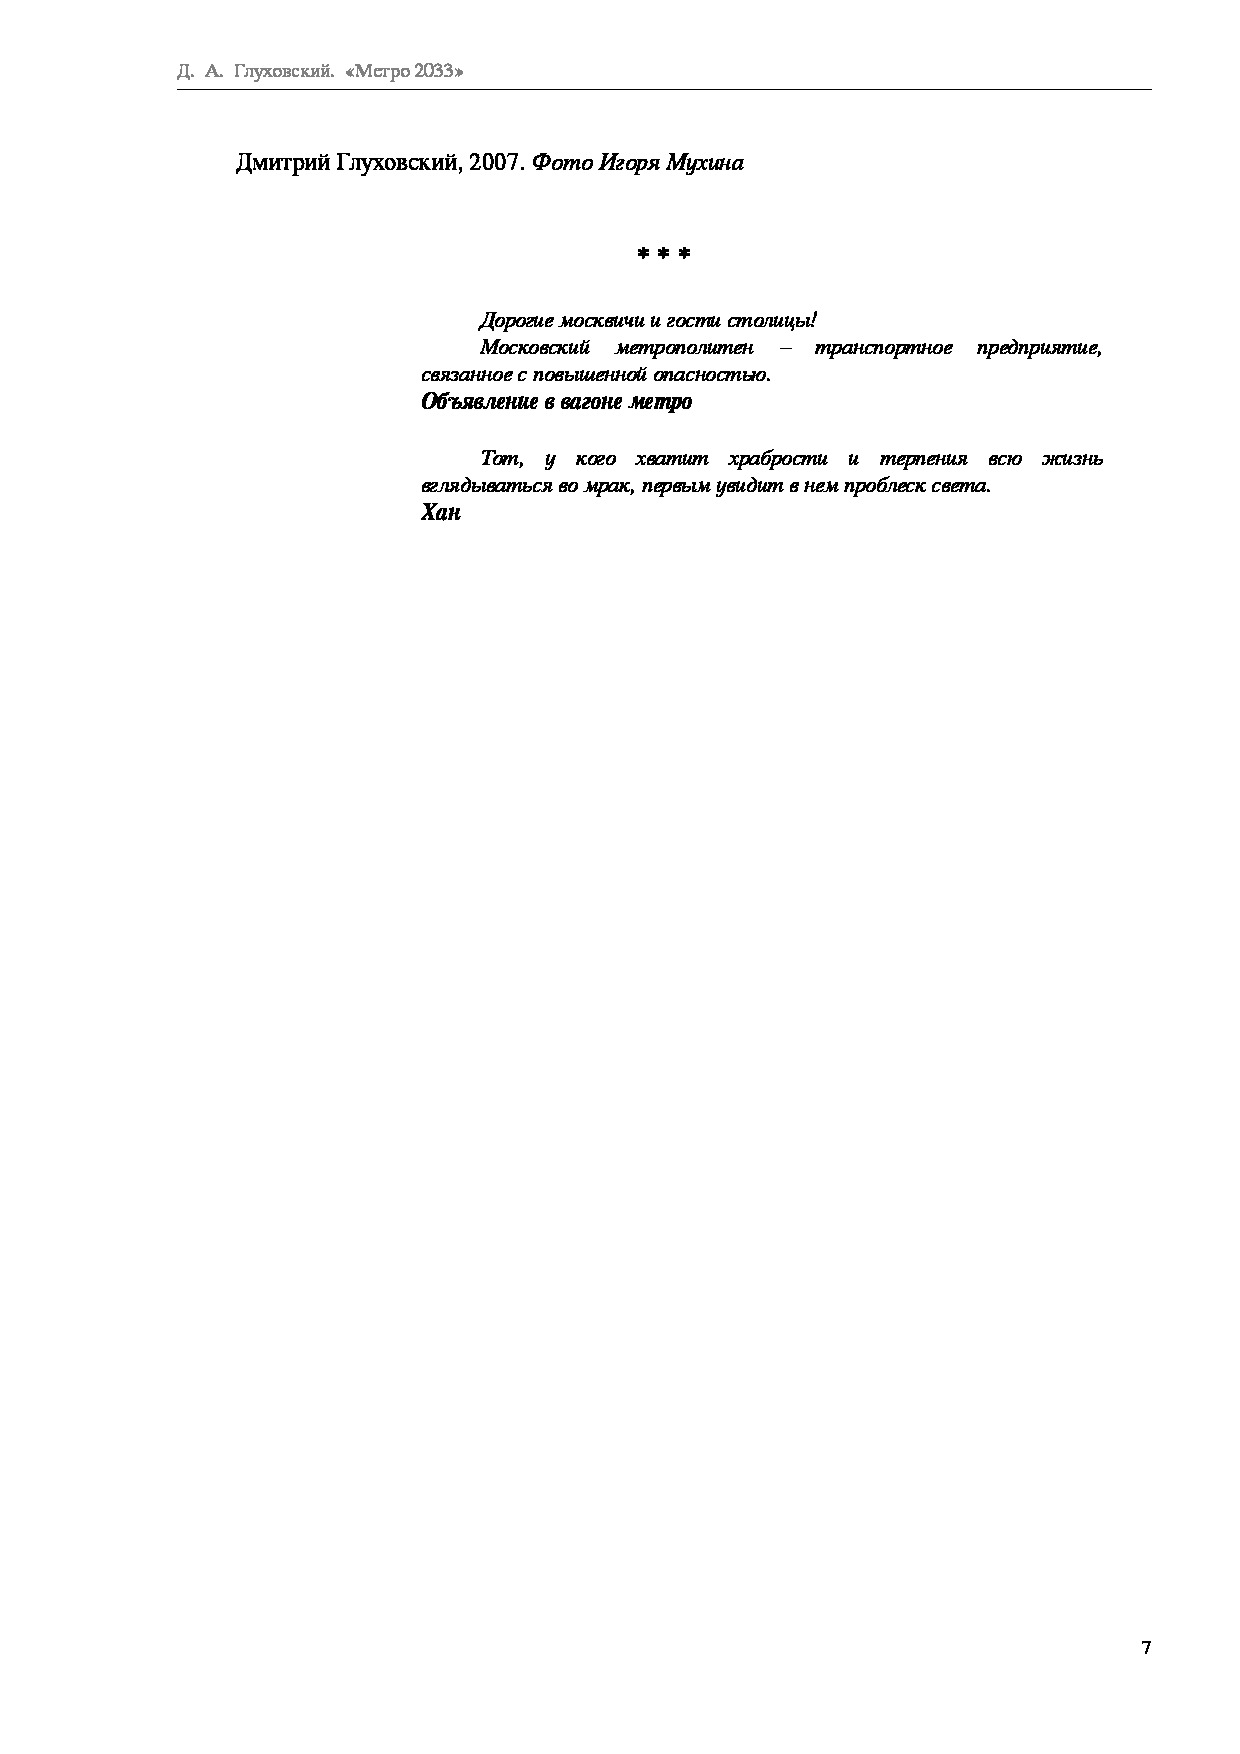 Д. А. Глуховский. «Метро 2033»
Дмитрий Глуховский, 2007. Фото Игоря Мухина
* * *
Дорогие москвичи и гости столицы!
Московский метрополитен – транспортное предприятие,
связанное с повышенной опасностью.
Объявление в вагоне метро
Тот, у кого хватит храбрости и терпения всю жизнь
вглядываться во мрак, первым увидит в нем проблеск света.
Хан
7